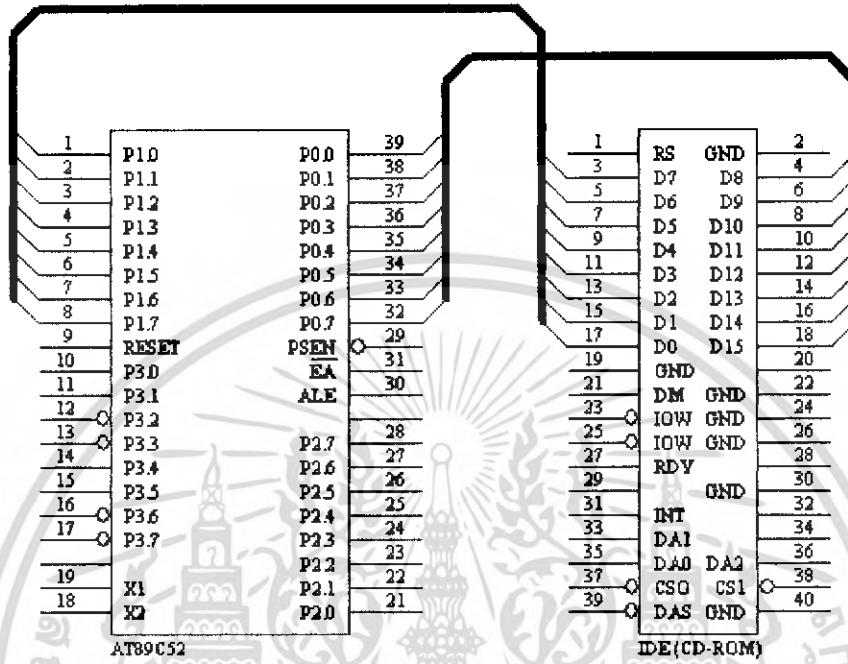 1 P1.0 P0.0 39
2 P1.1 P0.1 38
3 P1.2 P0.2 37
4 P1.3 P0.3 36
5 P1.4 P0.4 35
6 P1.5 P0.5 34
7 P1.6 P0.6 33
8 P1.7 P0.7 32
9 RESET PSEN 29
10 P3.0 EA 31
11 P3.1 ALE 30
12 P3.2
13 P3.3 P2.7 28
14 P3.4 P2.6 27
15 P3.5 P2.5 26
16 P3.6 P2.4 25
17 P3.7 P2.3 24
P2.2 23
19 X1 P2.1 22
18 X2 P2.0 21
AT89C52
1 RS GND 2
3 D7 D8 4
5 D6 D9 6
7 D5 D10 8
9 D4 D11 10
11 D3 D12 12
13 D2 D13 14
15 D1 D14 16
17 D0 D15 18
19 GND 20
21 DM GND 22
23 IOW GND 24
25 IOW GND 26
27 RDY 28
29 GND 30
31 INT 32
33 DA1 34
35 DA0 DA2 36
37 CS0 CS1 38
39 DAS GND 40
IDE(CD-ROM)